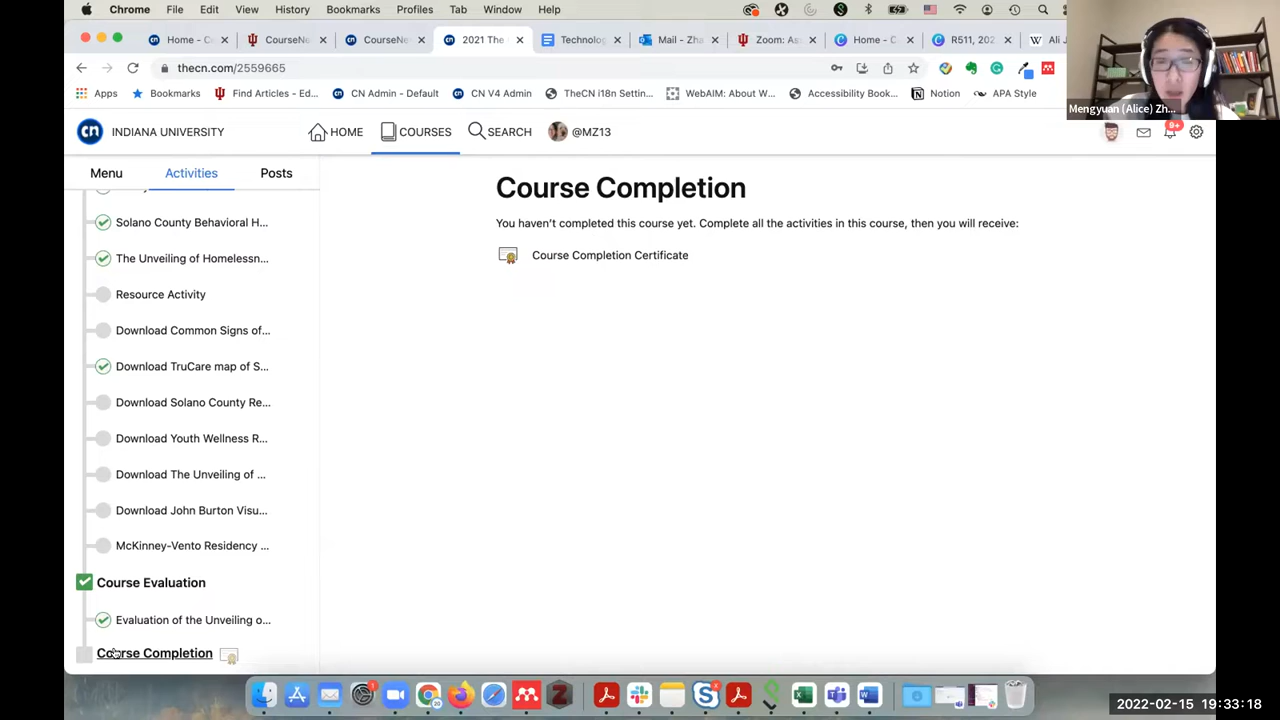 Chrome File Edit View History Bookmarks Profiles Tab Window Help
Home - C
CourseNe
CourseNe
2021 The
Technolog
Mail - Zha
Zoom: As
Home - C
R511, 202
Ali J
thecn.com/2559665
Apps
Bookmarks
Find Articles - Ed...
CN Admin - Default
CN V4 Admin
TheCN i18n Settin...
WebAIM: About W...
Accessibility Book...
Notion
APA Style
Mengyuan (Alice) Zh...
cn
INDIANA UNIVERSITY
HOME
COURSES
SEARCH
@MZ13
9+
Menu
Activities
Posts
Solano County Behavioral H...
The Unveiling of Homelessn...
Resource Activity
Download Common Signs of...
Download TruCare map of S...
Download Solano County Re...
Download Youth Wellness R...
Download The Unveiling of ...
Download John Burton Visu...
McKinney-Vento Residency ...
Course Evaluation
Evaluation of the Unveiling o...
Course Completion
Course Completion
You haven't completed this course yet. Complete all the activities in this course, then you will receive:
Course Completion Certificate
2022-02-15 19:33:18